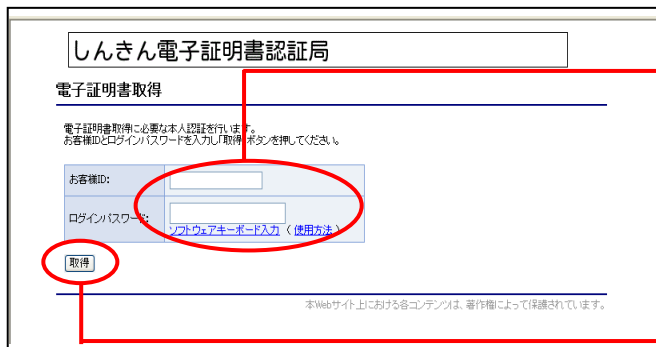 しんきん電子証明書認証局
電子証明書取得
電子証明書取得に必要な本人認証を行います。
お客様IDとログインパスワードを入力し「取得」ボタンを押してください。
お客様ID:
ログインパスワード:
ソフトウェアキーボード入力 ( 使用方法 )
取得
本Webサイト上における各コンテンツは、著作権によって保護されています。